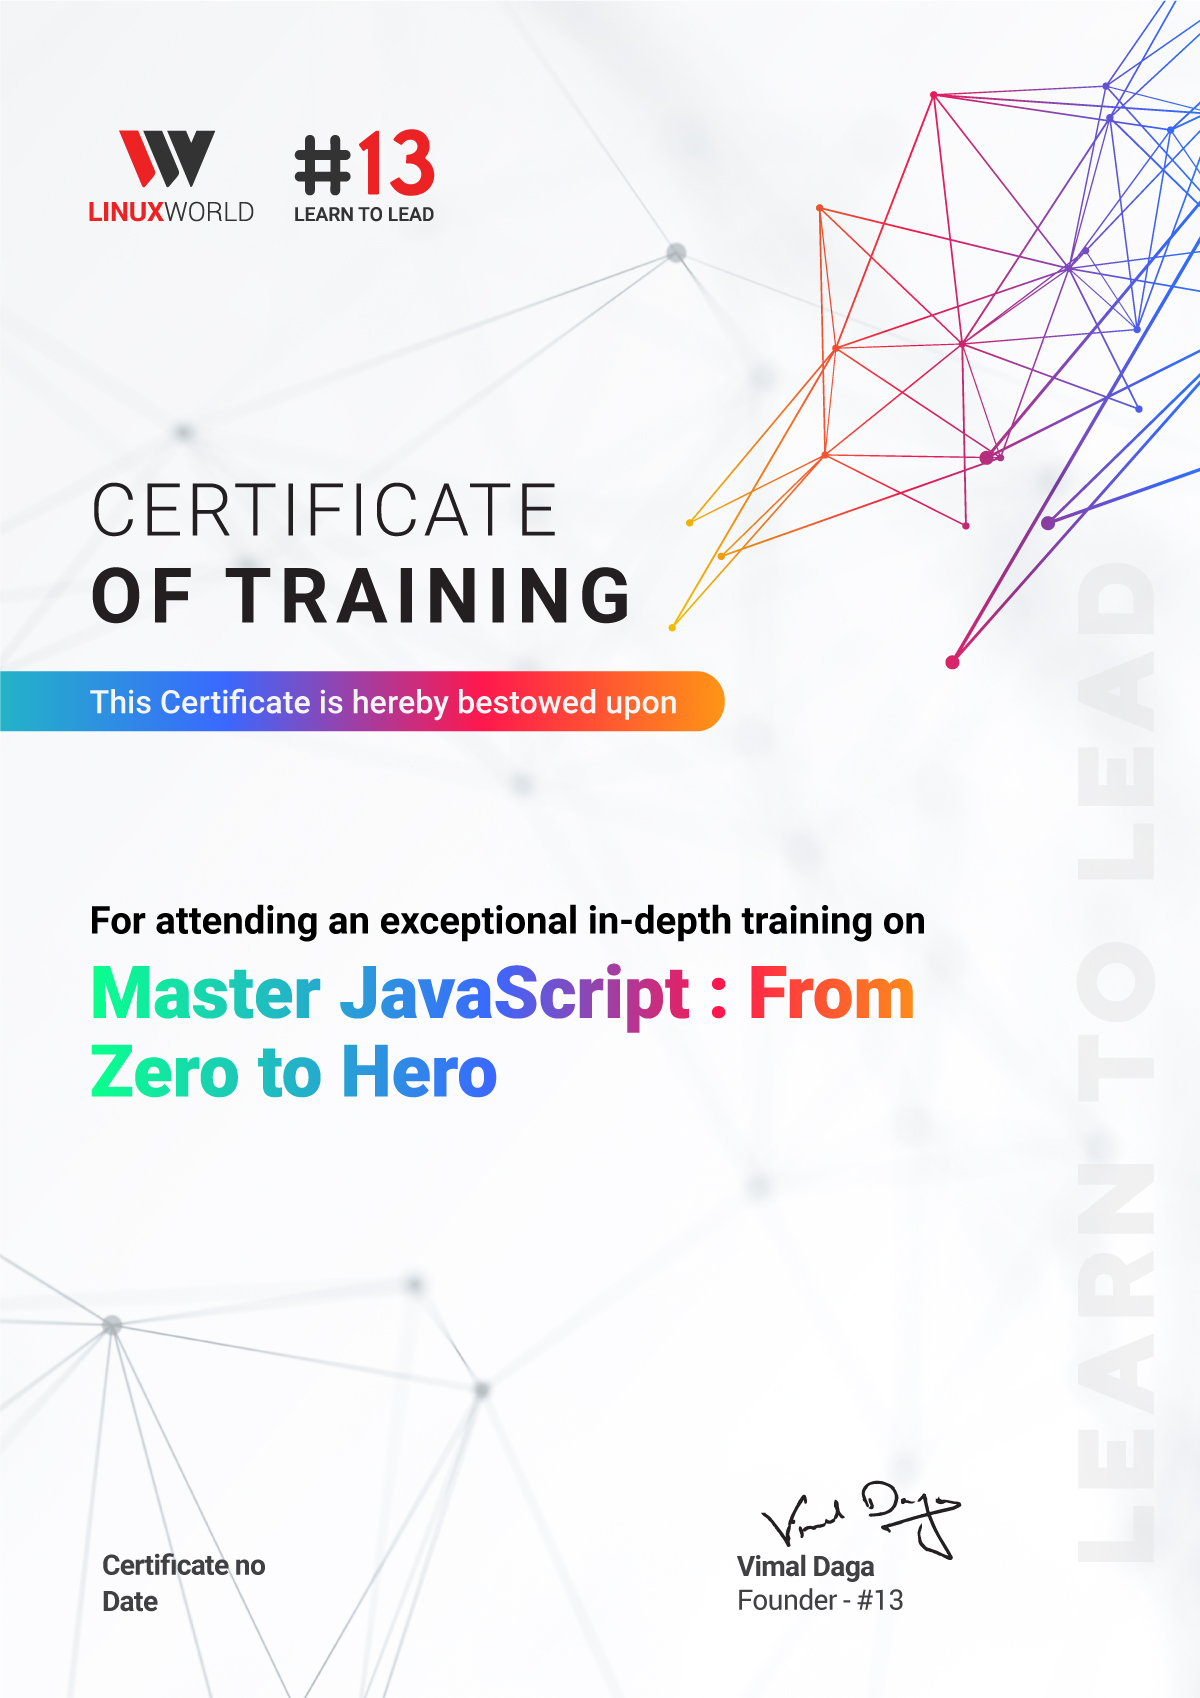 LINUXWORLD
#13
LEARN TO LEAD
CERTIFICATE
OF TRAINING
This Certificate is hereby bestowed upon
For attending an exceptional in-depth training on
Master JavaScript : From
Zero to Hero
LEARN TO LEAD
Vimal Daga
Certificate no
Date
Vimal Daga
Founder - #13